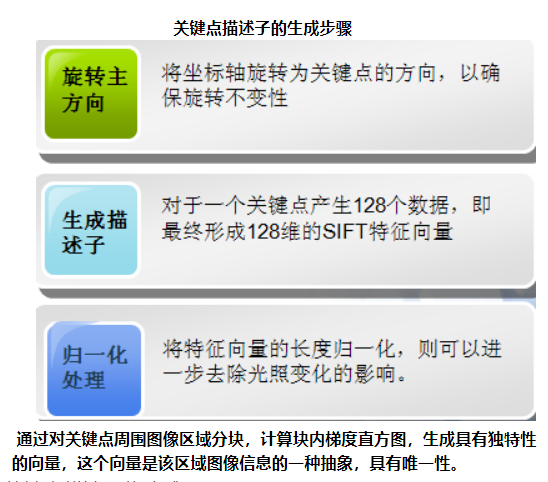 关键点描述子的生成步骤
旋转主
方向
将坐标轴旋转为关键点的方向，以确
保旋转不变性
生成描
述子
对于一个关键点产生128个数据，即
最终形成128维的SIFT特征向量
归一化
处理
将特征向量的长度归一化，则可以进
一步去除光照变化的影响。
通过对关键点周围图像区域分块，计算块内梯度直方图，生成具有独特性
的向量，这个向量是该区域图像信息的一种抽象，具有唯一性。